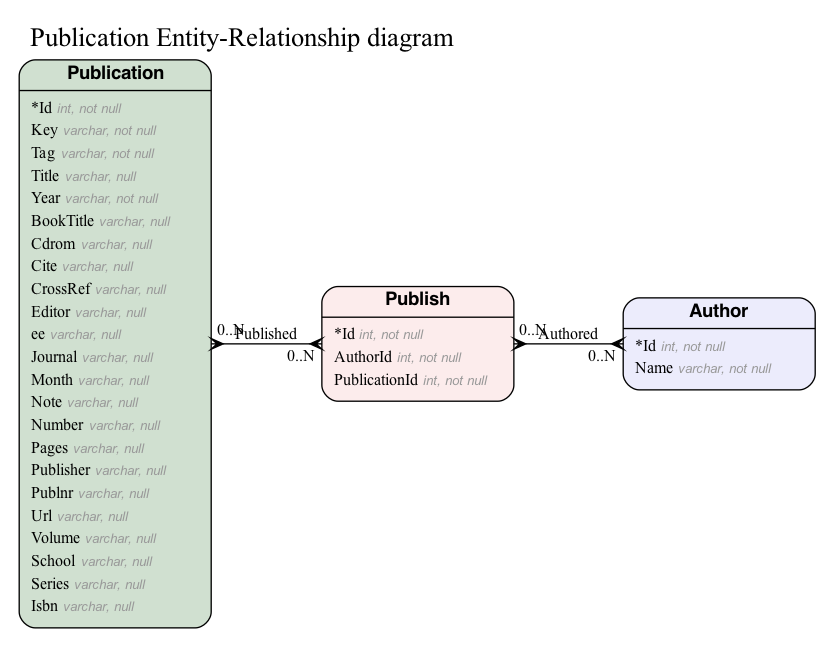 Publication Entity-Relationship diagram
Publication
*Id int, not null
Key varchar, not null
Tag varchar, not null
Title varchar, null
Year varchar, not null
BookTitle varchar, null
Cdrom varchar, null
Cite varchar, null
CrossRef varchar, null
Editor varchar, null
ee varchar, null
Journal varchar, null
Month varchar, null
Note varchar, null
Number varchar, null
Pages varchar, null
Publisher varchar, null
Publnr varchar, null
Url varchar, null
Volume varchar, null
School varchar, null
Series varchar, null
Isbn varchar, null
0..N
Published
0..N
Publish
*Id int, not null
AuthorId int, not null
PublicationId int, not null
0..N
Authored
0..N
Author
*Id int, not null
Name varchar, not null